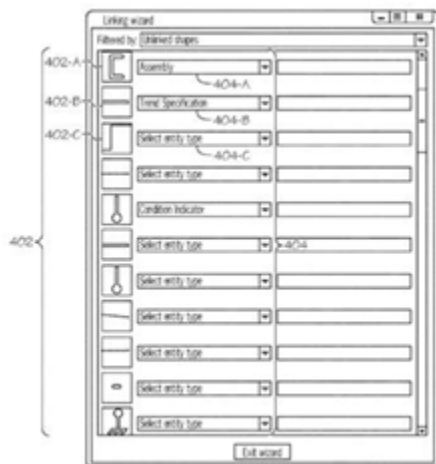 Linking wizard
Filtered by: Unlinked shapes
402-A Assembly
404-A
402-B Trend Specification
404-B
402-C Select entity type
404-C
Select entity type
Condition Indicator
402 Select entity type 404
Select entity type
Select entity type
Select entity type
Select entity type
Select entity type
Exit wizard